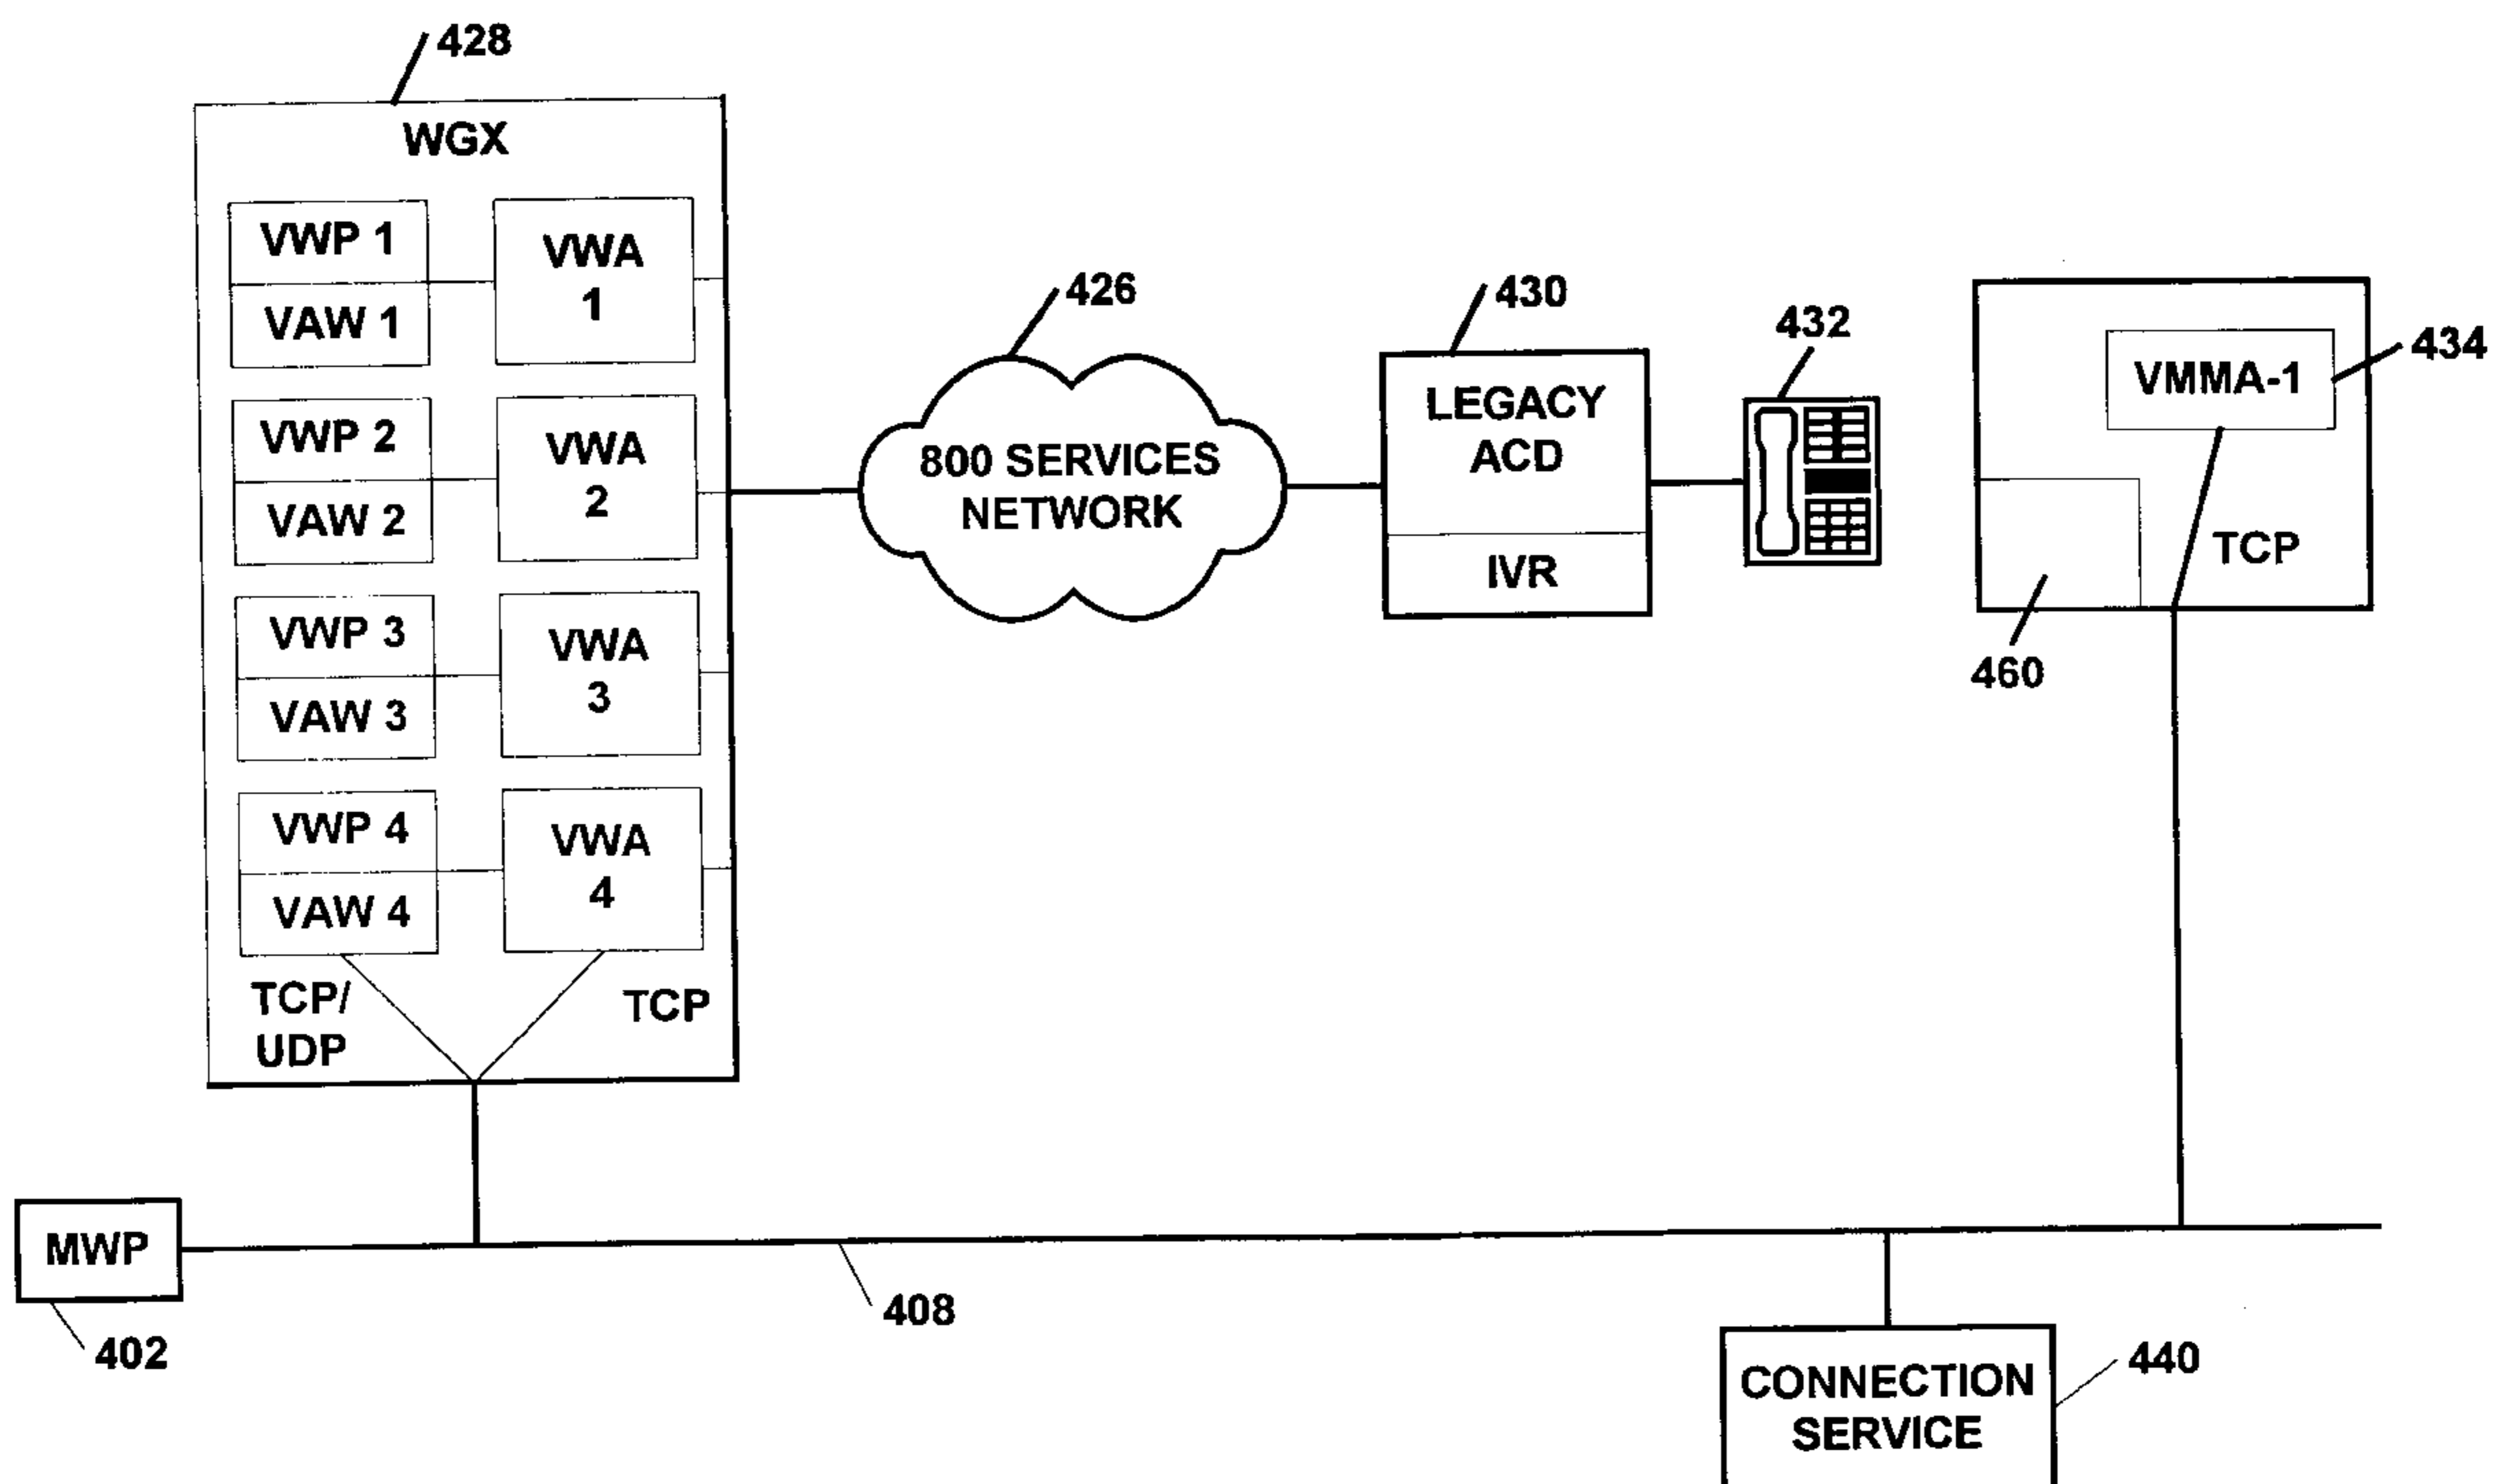 428
WGX
VWP 1
VAW 1
VWA
1
VWP 2
VAW 2
VWA
2
VWP 3
VAW 3
VWA
3
VWP 4
VAW 4
VWA
4
TCP/
UDP
TCP
426
800 SERVICES
NETWORK
430
LEGACY
ACD
IVR
432
434
VMMA-1
TCP
460
MWP
402
408
440
CONNECTION
SERVICE